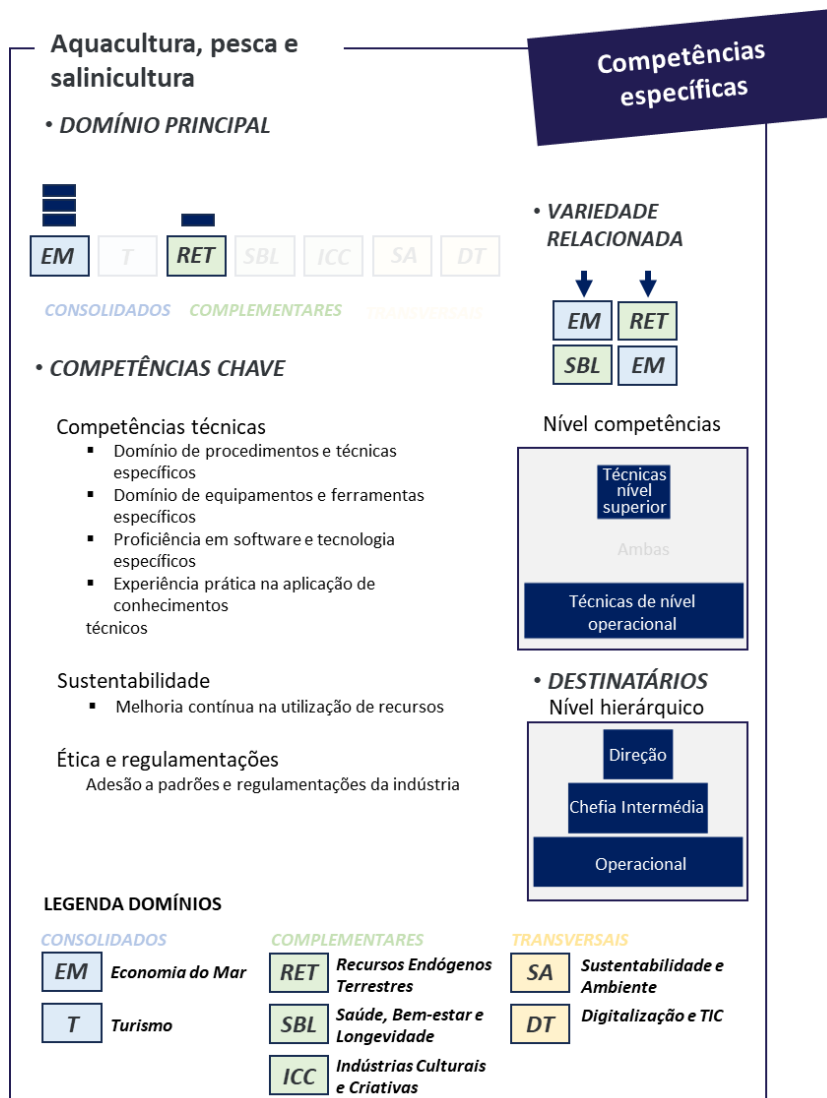 Aquacultura, pesca e
salinicultura
Competências
específicas
• DOMÍNIO PRINCIPAL
EM
T
RET
SBL
ICC
SA
DT
CONSOLIDADOS
COMPLEMENTARES
TRANSVERSAIS
• VARIEDADE
RELACIONADA
EM
RET
SBL
EM
• COMPETÊNCIAS CHAVE
Competências técnicas
▪ Domínio de procedimentos e técnicas
específicos
▪ Domínio de equipamentos e ferramentas
específicos
▪ Proficiência em software e tecnologia
específicos
▪ Experiência prática na aplicação de
conhecimentos
técnicos
Sustentabilidade
▪ Melhoria contínua na utilização de recursos
Ética e regulamentações
Adesão a padrões e regulamentações da indústria
Nível competências
Técnicas
nível
superior
Ambas
Técnicas de nível
operacional
• DESTINATÁRIOS
Nível hierárquico
Direção
Chefia Intermédia
Operacional
LEGENDA DOMÍNIOS
CONSOLIDADOS
EM
Economia do Mar
T
Turismo
COMPLEMENTARES
RET
Recursos Endógenos
Terrestres
SBL
Saúde, Bem-estar e
Longevidade
ICC
Indústrias Culturais
e Criativas
TRANSVERSAIS
SA
Sustentabilidade e
Ambiente
DT
Digitalização e TIC